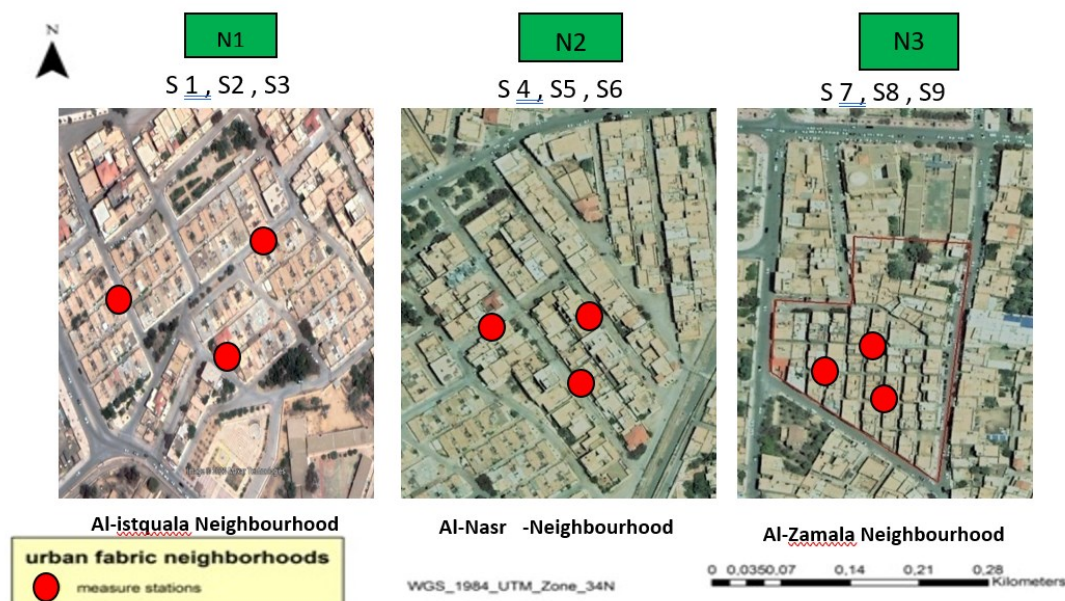 N
N1
N2
N3
S 1 , S2 , S3
S 4 , S5 , S6
S 7 , S8 , S9
Al-istquala Neighbourhood
Al-Nasr -Neighbourhood
Al-Zamala Neighbourhood
urban fabric neighborhoods
measure stations
WGS_1984_UTM_Zone_34N
0 0,0350,07 0,14 0,21 0,28
Kilometers